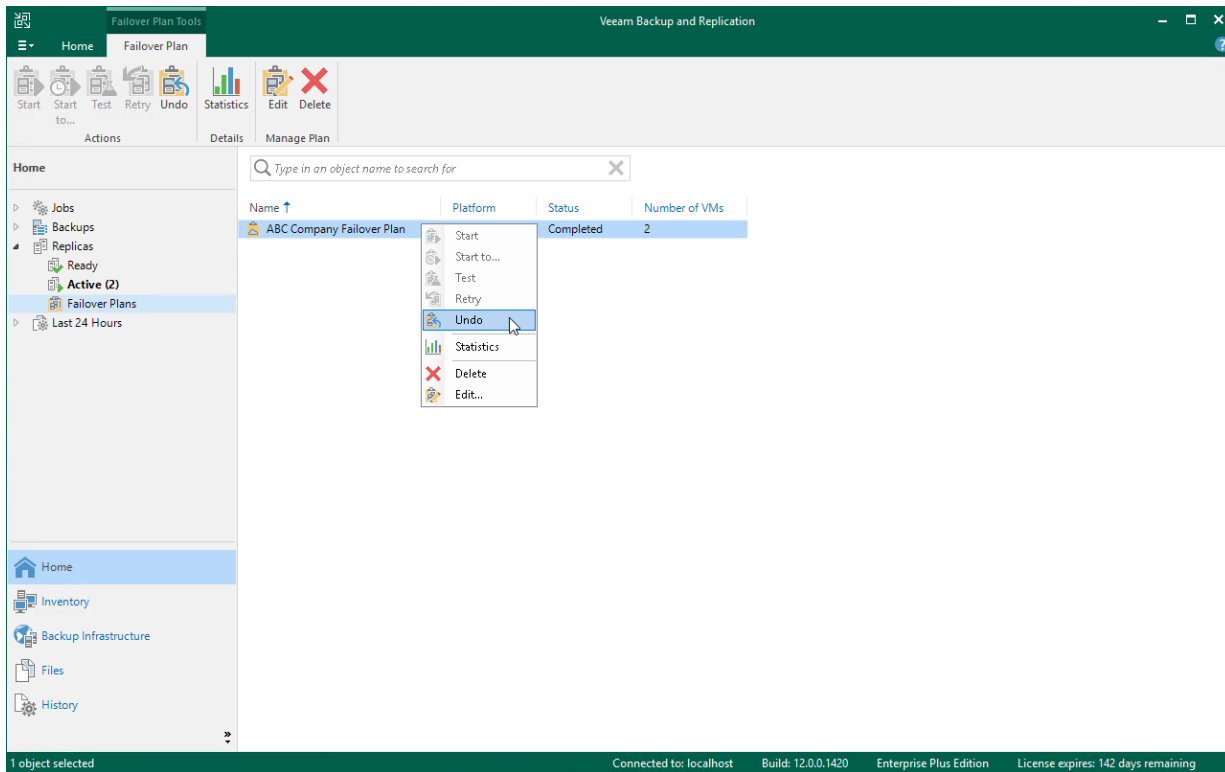 Failover Plan Tools
Veeam Backup and Replication
Home
Failover Plan
?
Start
Start to...
Test
Retry
Undo
Statistics
Edit
Delete
Actions
Details
Manage Plan
Home
Type in an object name to search for
Jobs
Backups
Replicas
Ready
Active (2)
Failover Plans
Last 24 Hours
Name
Platform
Status
Number of VMs
ABC Company Failover Plan
Completed
2
Start
Start to...
Test
Retry
Undo
Statistics
Delete
Edit...
Home
Inventory
Backup Infrastructure
Files
History
1 object selected
Connected to: localhost
Build: 12.0.0.1420
Enterprise Plus Edition
License expires: 142 days remaining